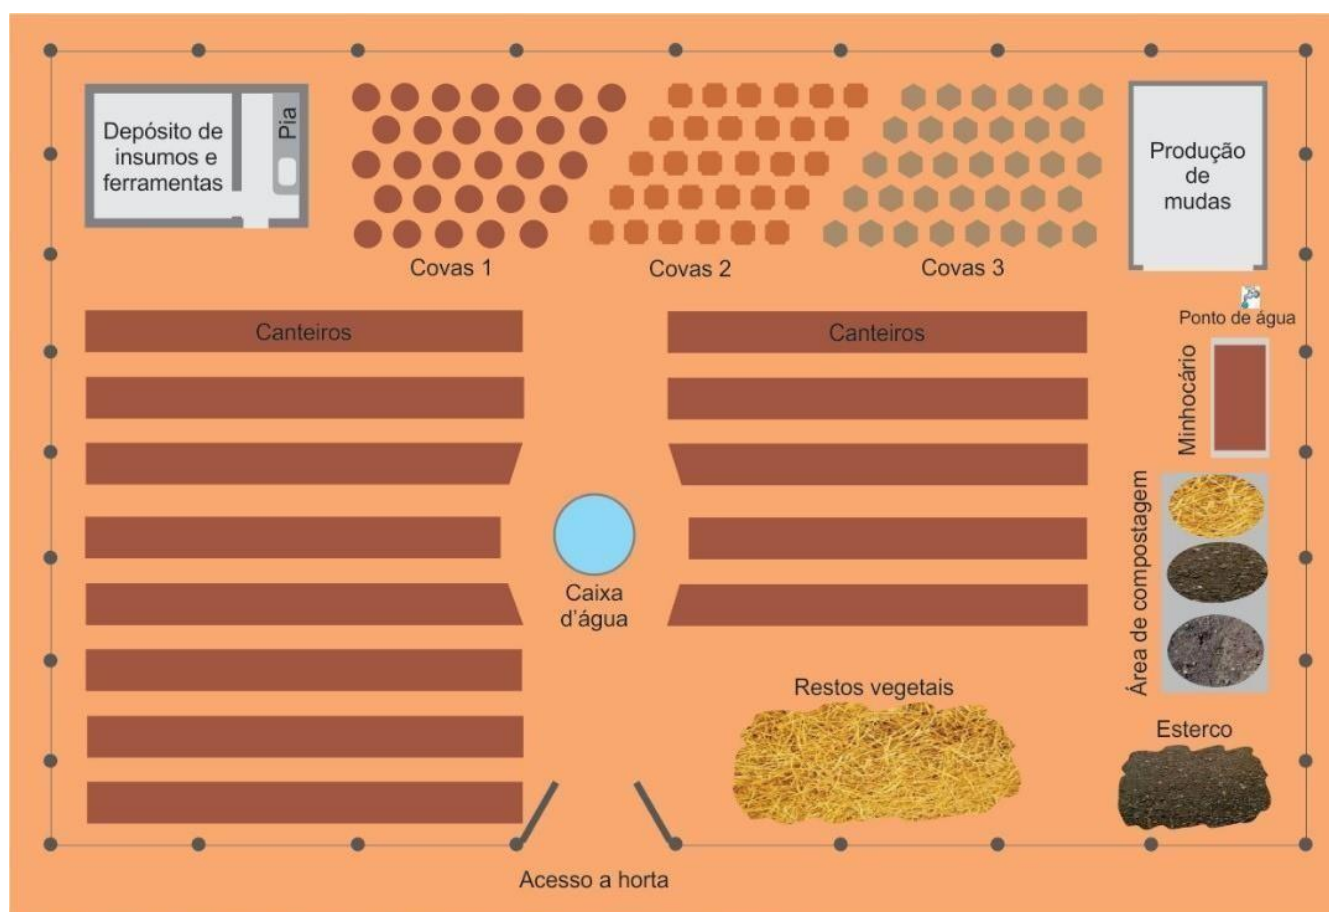 Depósito de
insumos e
ferramentas
Pia
Produção
de
mudas
Covas 1
Covas 2
Covas 3
Ponto de água
Canteiros
Canteiros
Minhocário
Caixa
d'água
Área de compostagem
Restos vegetais
Esterco
Acesso a horta